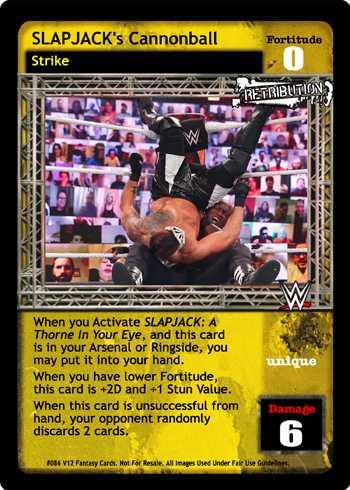 SLAPJACK's Cannonball
Fortitude
0
Strike
RETRIBUTION
When you Activate SLAPJACK: A
Thorne In Your Eye, and this card
is in your Arsenal or Ringside, you
may put it into your hand.
unique
When you have lower Fortitude,
this card is +2D and +1 Stun Value.
When this card is unsuccessful from
hand, your opponent randomly
discards 2 cards.
Damage
6
#086 V12 Fantasy Cards. Not For Resale. All Images Used Under Fair Use Guidelines.